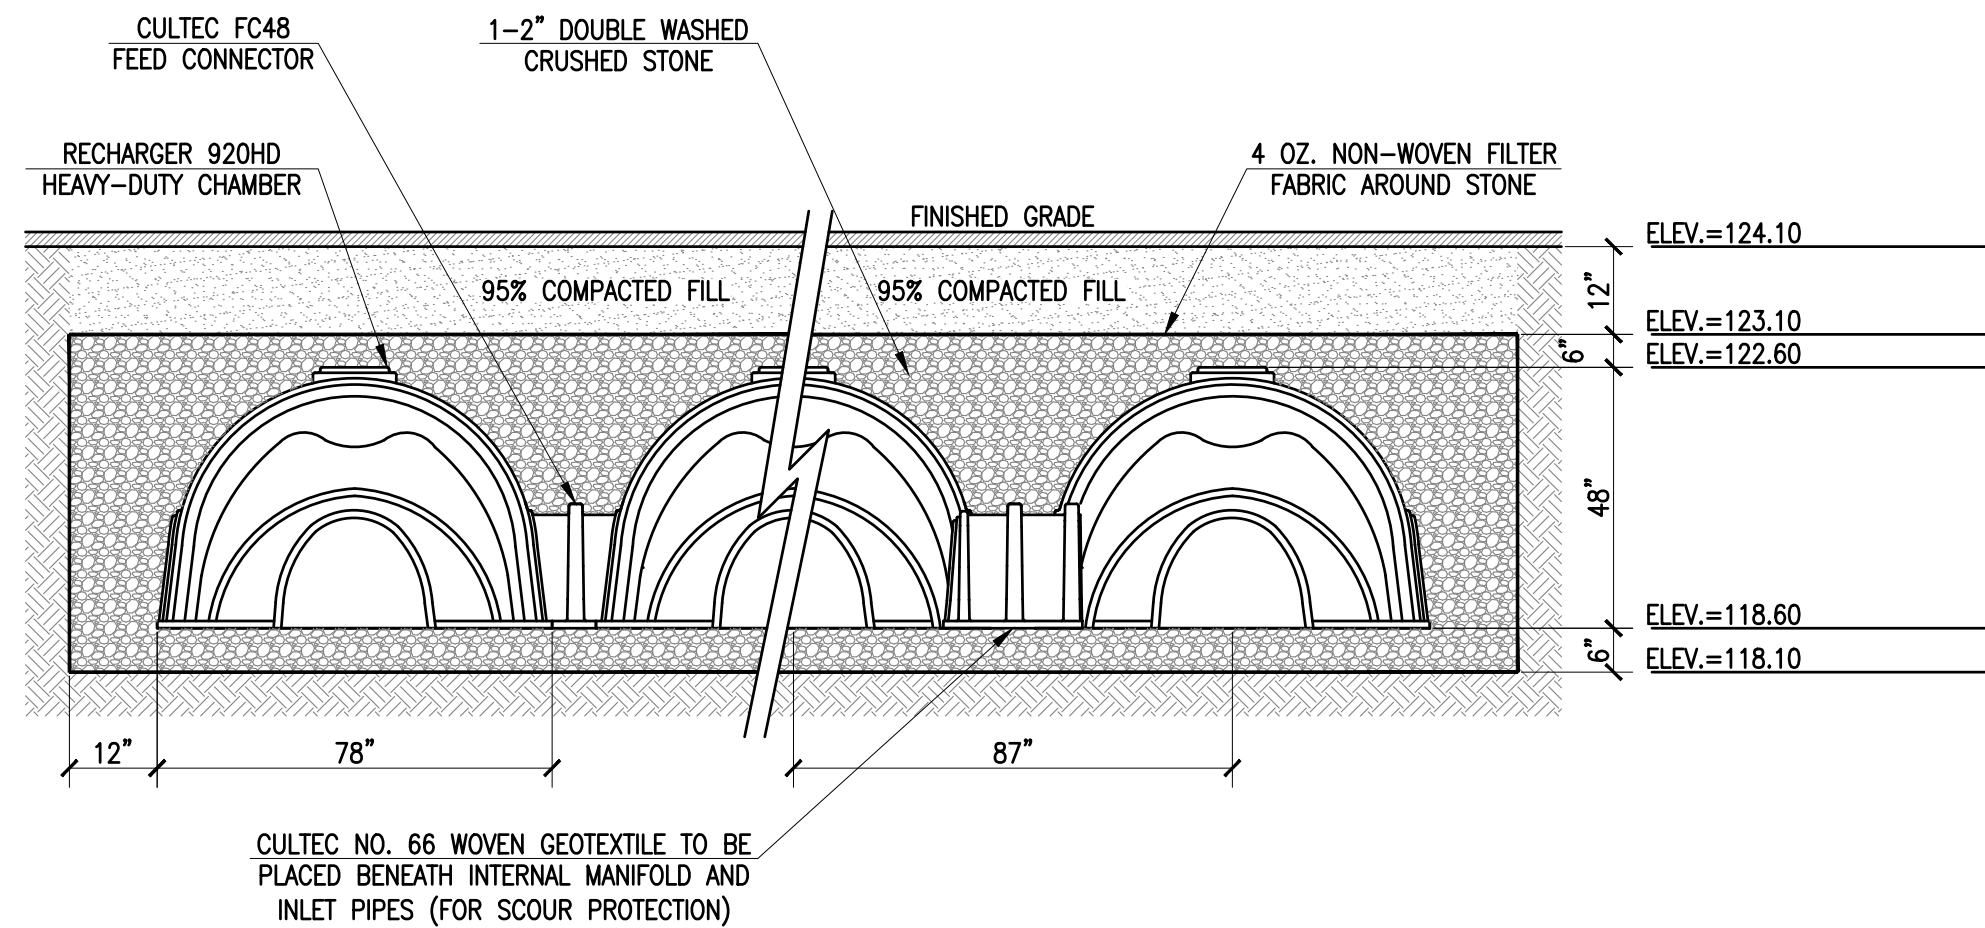 CULTEC FC48
FEED CONNECTOR
1-2" DOUBLE WASHED
CRUSHED STONE
RECHARGER 920HD
HEAVY-DUTY CHAMBER
4 OZ. NON-WOVEN FILTER
FABRIC AROUND STONE
FINISHED GRADE
ELEV.=124.10
95% COMPACTED FILL
95% COMPACTED FILL
12"
ELEV.=123.10
6"
ELEV.=122.60
48"
ELEV.=118.60
6"
ELEV.=118.10
12"
78"
87"
CULTEC NO. 66 WOVEN GEOTEXTILE TO BE
PLACED BENEATH INTERNAL MANIFOLD AND
INLET PIPES (FOR SCOUR PROTECTION)